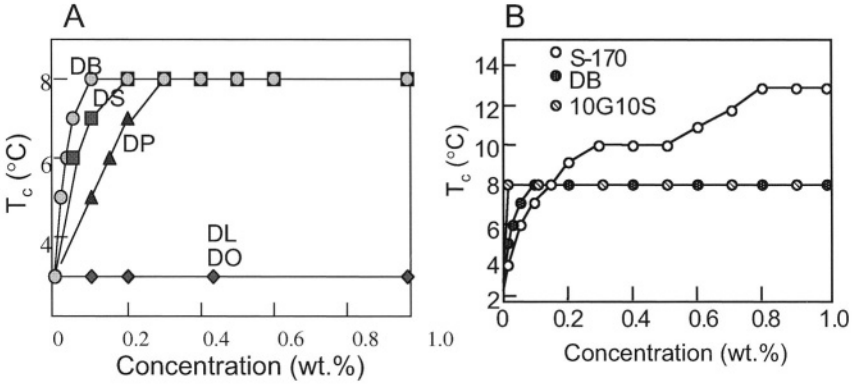 A
8
6
4
T_c (°C)
DB
DS
DP
DL
DO
0 0.2 0.4 0.6 0.8 1.0
Concentration (wt.%)
B
14
12
10
8
6
4
2
T_c (°C)
S-170
DB
10G10S
0 0.2 0.4 0.6 0.8 1.0
Concentration (wt.%)